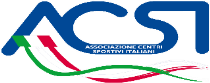 ACSI
ASSOCIAZIONE CENTRI
SPORTIVI ITALIANI